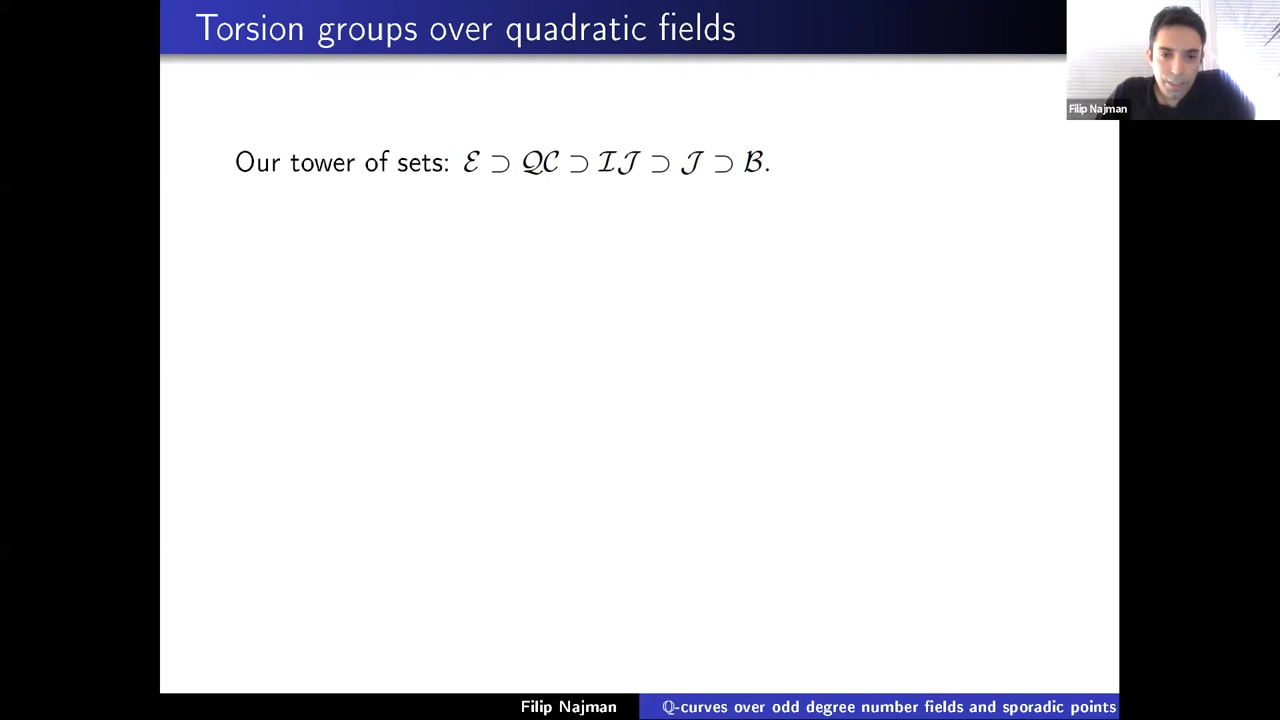 Torsion groups over quadratic fields
Filip Najman
Our tower of sets: ℰ ⊃ 𝒬𝒞 ⊃ ℐ𝒥 ⊃ 𝒥 ⊃ ℬ.
Filip Najman
ℚ-curves over odd degree number fields and sporadic points